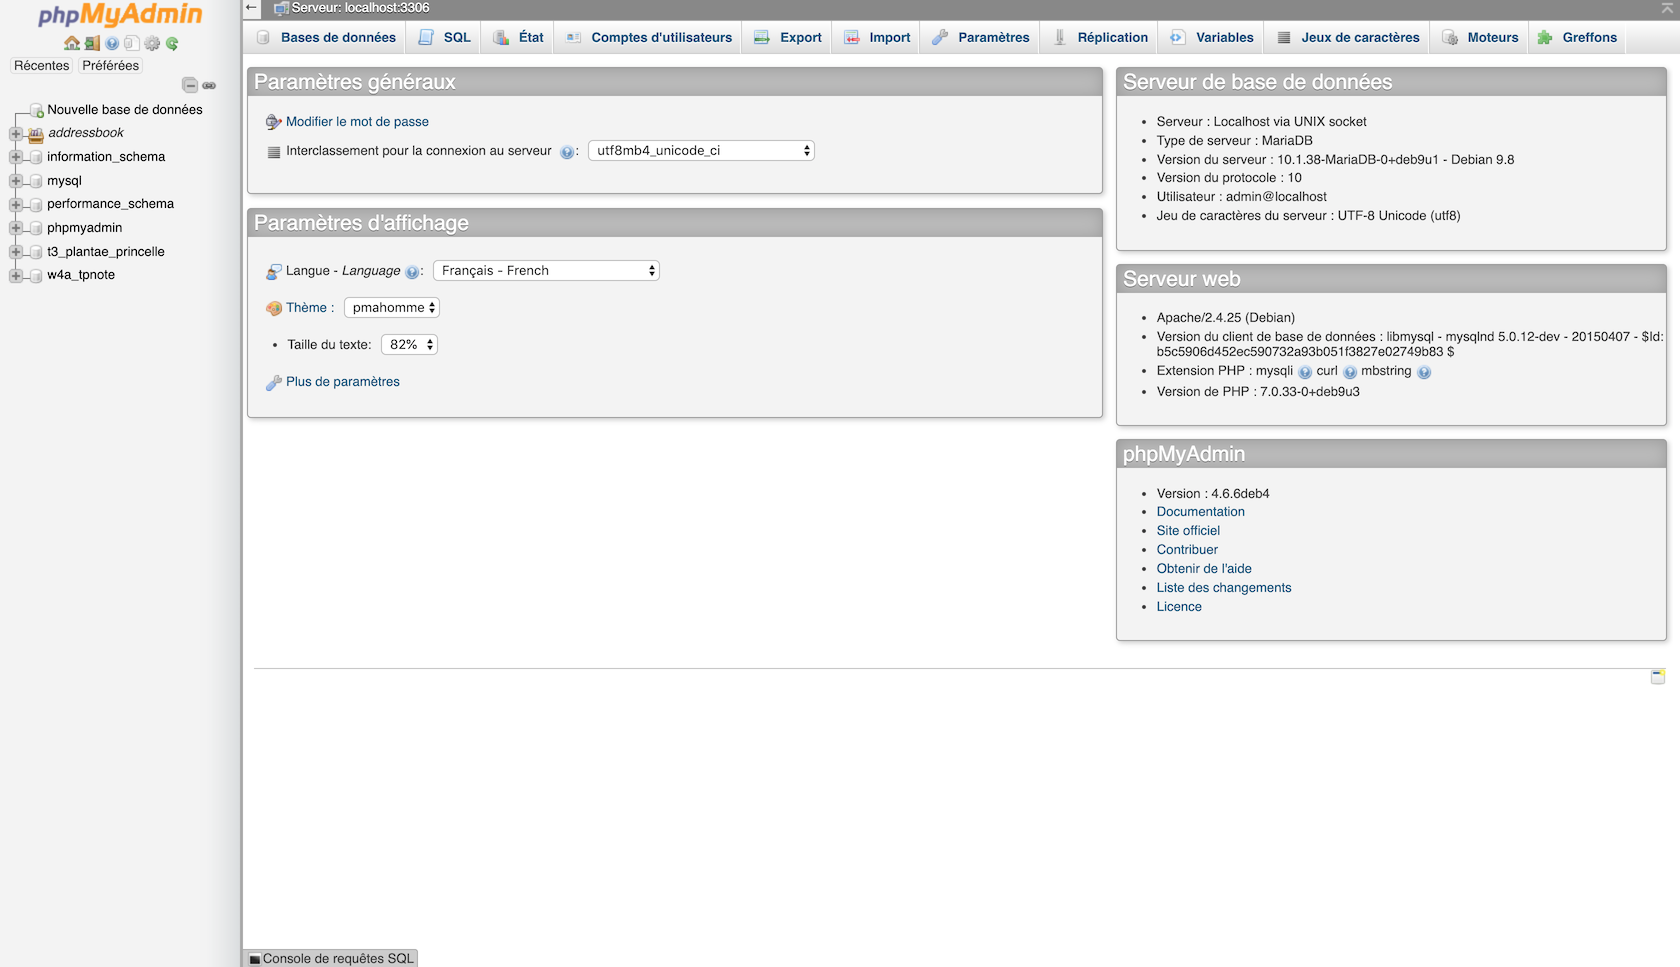 phpMyAdmin
Récentes Préférées
Nouvelle base de données
addressbook
information_schema
mysql
performance_schema
phpmyadmin
t3_plantae_princelle
w4a_tpnote
Serveur: localhost:3306
Bases de données SQL État Comptes d'utilisateurs Export Import Paramètres Réplication Variables Jeux de caractères Moteurs Greffons
Paramètres généraux
Modifier le mot de passe
Interclassement pour la connexion au serveur : utf8mb4_unicode_ci
Paramètres d'affichage
Langue - Language : Français - French
Thème : pmahomme
• Taille du texte: 82%
Plus de paramètres
Serveur de base de données
• Serveur : Localhost via UNIX socket
• Type de serveur : MariaDB
• Version du serveur : 10.1.38-MariaDB-0+deb9u1 - Debian 9.8
• Version du protocole : 10
• Utilisateur : admin@localhost
• Jeu de caractères du serveur : UTF-8 Unicode (utf8)
Serveur web
• Apache/2.4.25 (Debian)
• Version du client de base de données : libmysql - mysqlnd 5.0.12-dev - 20150407 - $Id:
b5c5906d452ec590732a93b051f3827e02749b83 $
• Extension PHP : mysqli curl mbstring
• Version de PHP : 7.0.33-0+deb9u3
phpMyAdmin
• Version : 4.6.6deb4
• Documentation
• Site officiel
• Contribuer
• Obtenir de l'aide
• Liste des changements
• Licence
Console de requêtes SQL